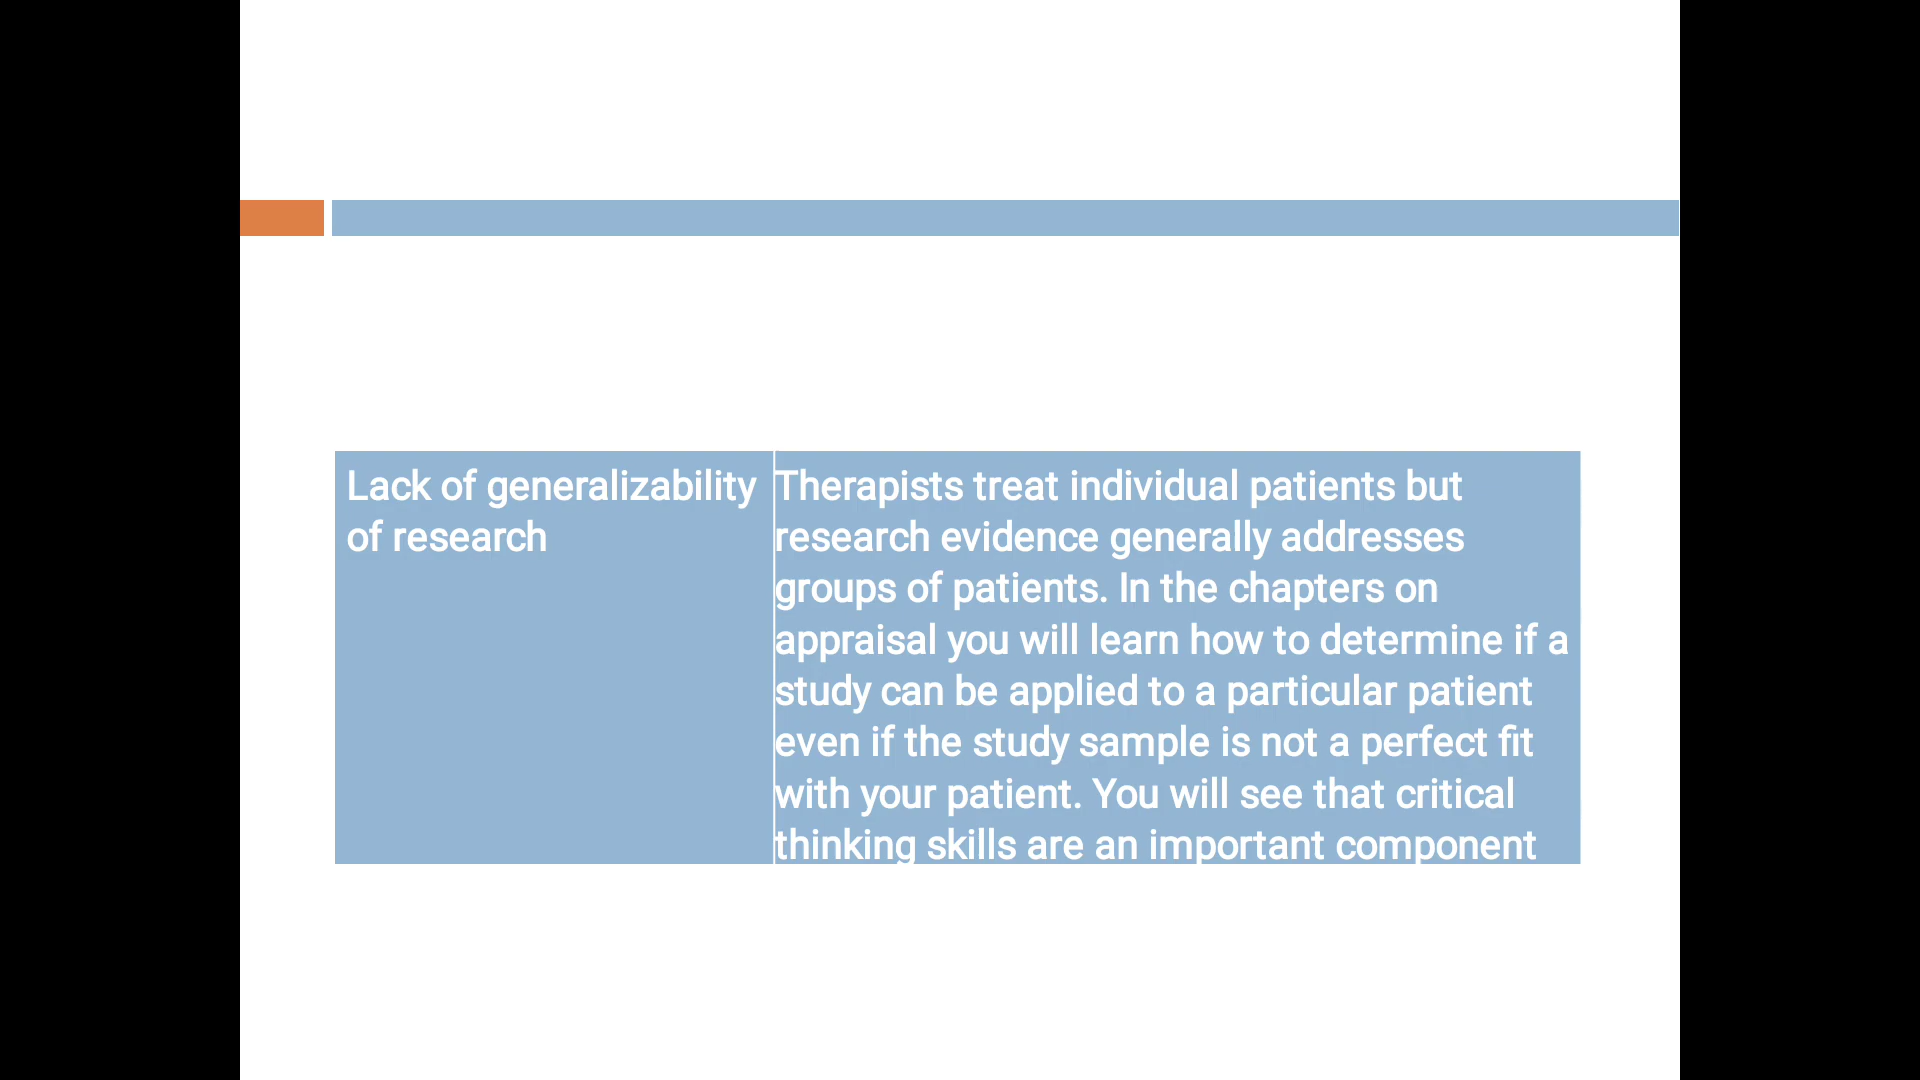 Lack of generalizability
of research
Therapists treat individual patients but
research evidence generally addresses
groups of patients. In the chapters on
appraisal you will learn how to determine if a
study can be applied to a particular patient
even if the study sample is not a perfect fit
with your patient. You will see that critical
thinking skills are an important component